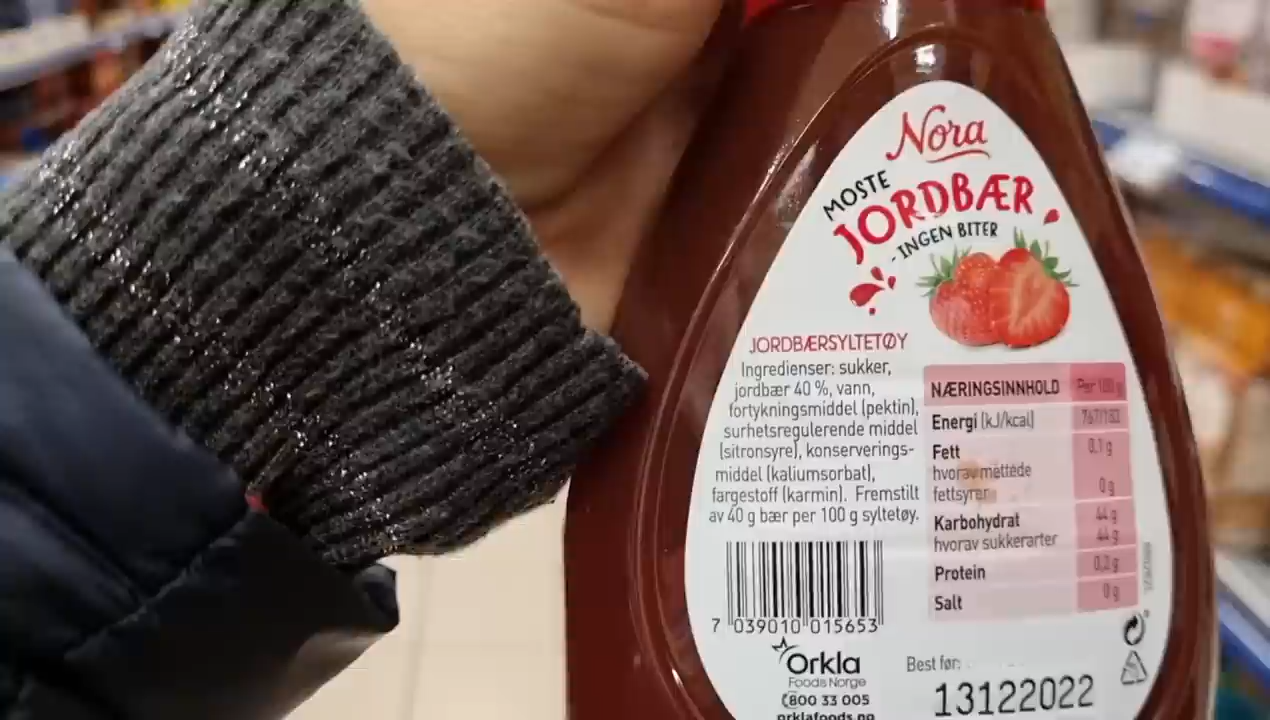 Nora
MOSTE
JORDBÆR
- INGEN BITER
JORDBÆRSYLTETØY
Ingredienser: sukker,
jordbær 40 %, vann,
fortykningsmiddel (pektin),
surhetsregulerende middel
(sitronsyre), konserverings-
middel (kaliumsorbat),
fargestoff (karmin). Fremstilt
av 40 g bær per 100 g syltetøy.
NÆRINGSINNHOLD Per 100 g
Energi (kJ/kcal) 767/183
Fett 0,1 g
hvorav mettede
fettsyrer 0 g
Karbohydrat 44 g
hvorav sukkerarter 44 g
Protein 0,2 g
Salt 0 g
7 039010 015653
Orkla
Foods Norge
800 33 005
orklafoods.no
Best før:
13122022